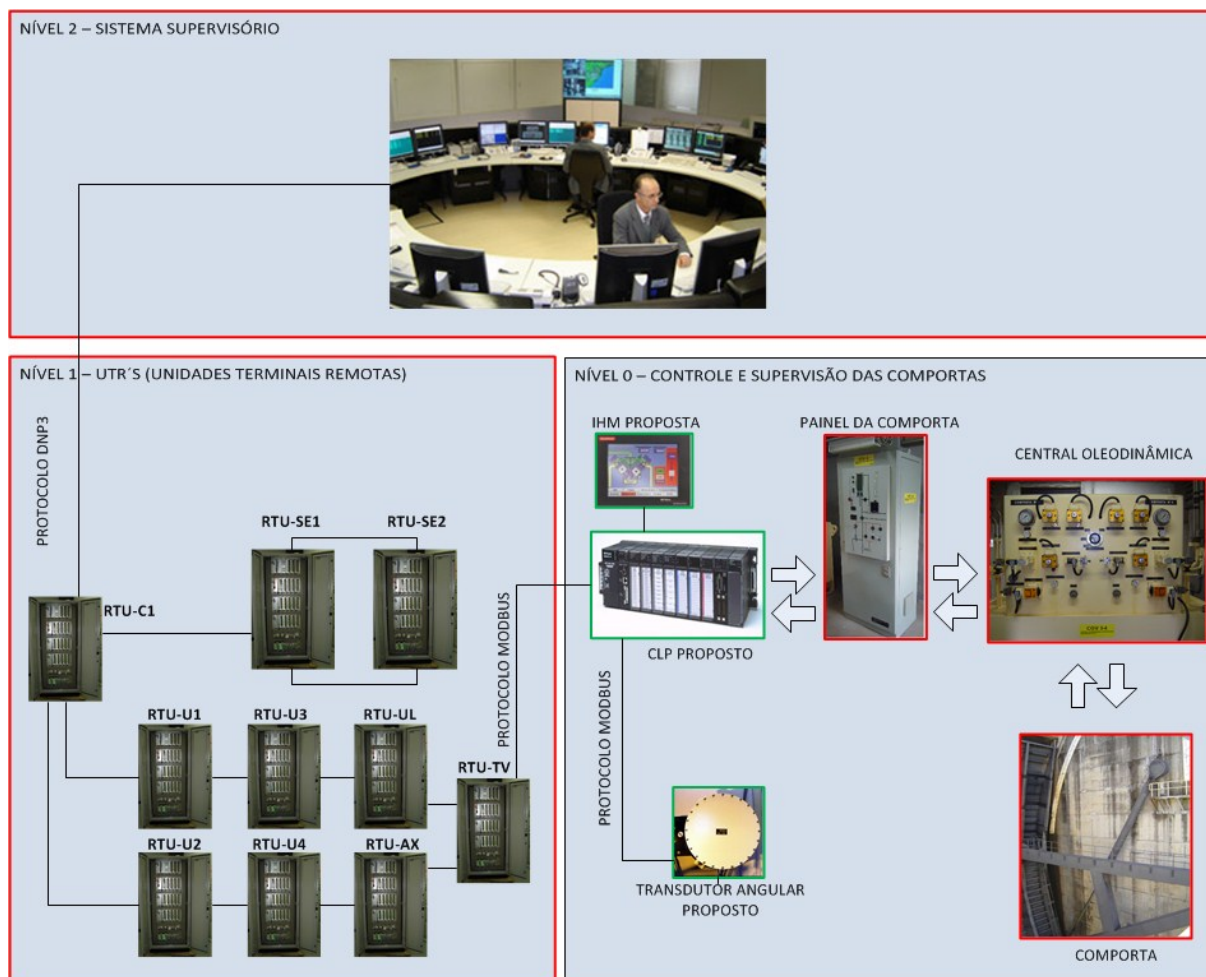 NÍVEL 2 – SISTEMA SUPERVISÓRIO
NÍVEL 1 – UTR´S (UNIDADES TERMINAIS REMOTAS)
PROTOCOLO DNP3
RTU-SE1
RTU-SE2
RTU-C1
RTU-U1
RTU-U3
RTU-UL
RTU-TV
RTU-U2
RTU-U4
RTU-AX
PROTOCOLO MODBUS
NÍVEL 0 – CONTROLE E SUPERVISÃO DAS COMPORTAS
IHM PROPOSTA
PAINEL DA COMPORTA
CENTRAL OLEODINÂMICA
CLP PROPOSTO
PROTOCOLO MODBUS
TRANSDUTOR ANGULAR
PROPOSTO
COMPORTA